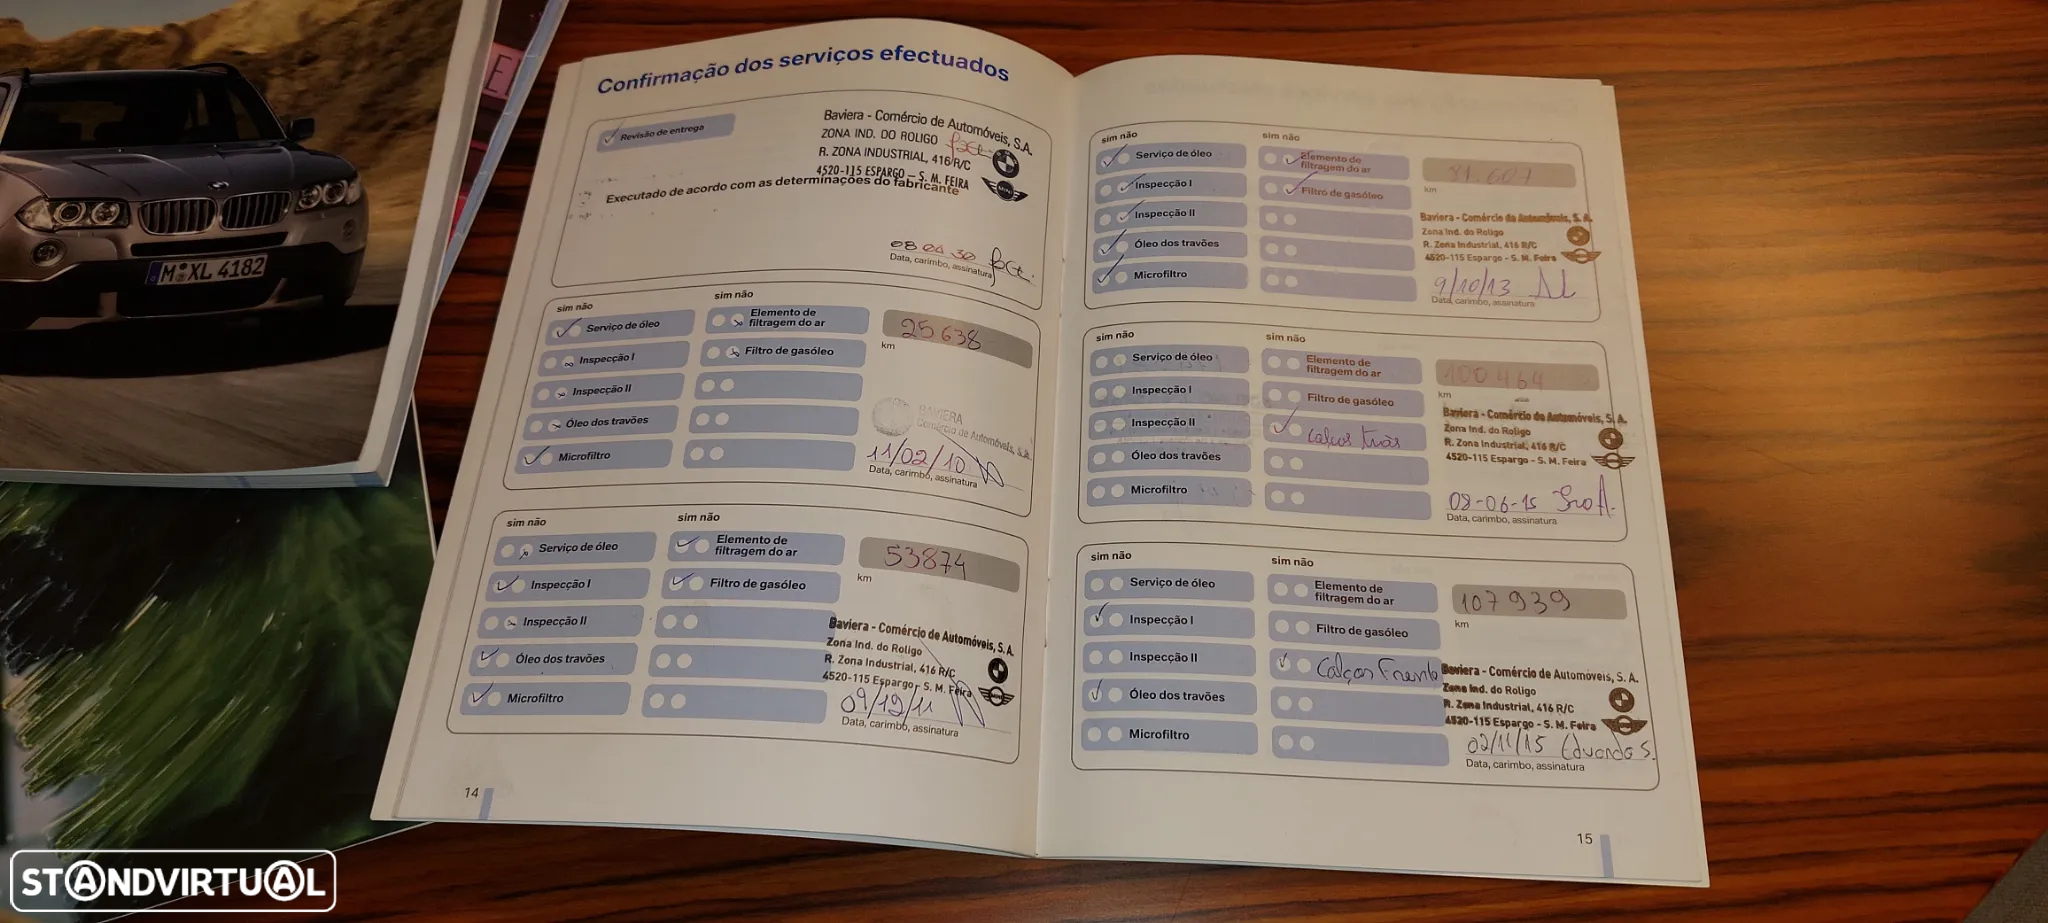 M XL 4182
Confirmação dos serviços efectuados
Revisão de entrega
Baviera - Comércio de Automóveis, S.A.
ZONA IND. DO ROLIGO
R. ZONA INDUSTRIAL, 416 R/C
4520-115 ESPARGO – S. M. FEIRA
Executado de acordo com as determinações do fabricante
08 04 30
Data, carimbo, assinatura
sim não
sim não
Serviço de óleo
Elemento de
filtragem do ar
25 638
km
Inspecção I
Filtro de gasóleo
Inspecção II
Óleo dos travões
Microfiltro
BAVIERA
Comércio de Automóveis, S.A.
11/02/10
Data, carimbo, assinatura
sim não
sim não
Serviço de óleo
Elemento de
filtragem do ar
53874
km
Inspecção I
Filtro de gasóleo
Inspecção II
Óleo dos travões
Microfiltro
Baviera - Comércio de Automóveis, S.A.
Zona Ind. do Roligo
R. Zona Industrial, 416 R/C
4520-115 Espargo - S. M. Feira
09/12/11
Data, carimbo, assinatura
14
sim não
sim não
Serviço de óleo
Elemento de
filtragem do ar
km
Inspecção I
Filtro de gasóleo
Inspecção II
Óleo dos travões
Microfiltro
Baviera - Comércio de Automóveis, S. A.
Zona Ind. do Roligo
R. Zona Industrial, 416 R/C
4520-115 Espargo - S. M. Feira
9/10/13
Data, carimbo, assinatura
sim não
sim não
Serviço de óleo
Elemento de
filtragem do ar
100 464
km
Inspecção I
Filtro de gasóleo
Inspecção II
calços trás
Óleo dos travões
Microfiltro
Baviera - Comércio de Automóveis, S. A.
Zona Ind. do Roligo
R. Zona Industrial, 416 R/C
4520-115 Espargo - S. M. Feira
08-06-15
Data, carimbo, assinatura
sim não
sim não
Serviço de óleo
Elemento de
filtragem do ar
107 939
km
Inspecção I
Filtro de gasóleo
Inspecção II
Calços Frente
Óleo dos travões
Microfiltro
Baviera - Comércio de Automóveis, S. A.
Zona Ind. do Roligo
R. Zona Industrial, 416 R/C
4520-115 Espargo - S. M. Feira
02/11/15 Eduardo S.
Data, carimbo, assinatura
15
STANDVIRTUAL